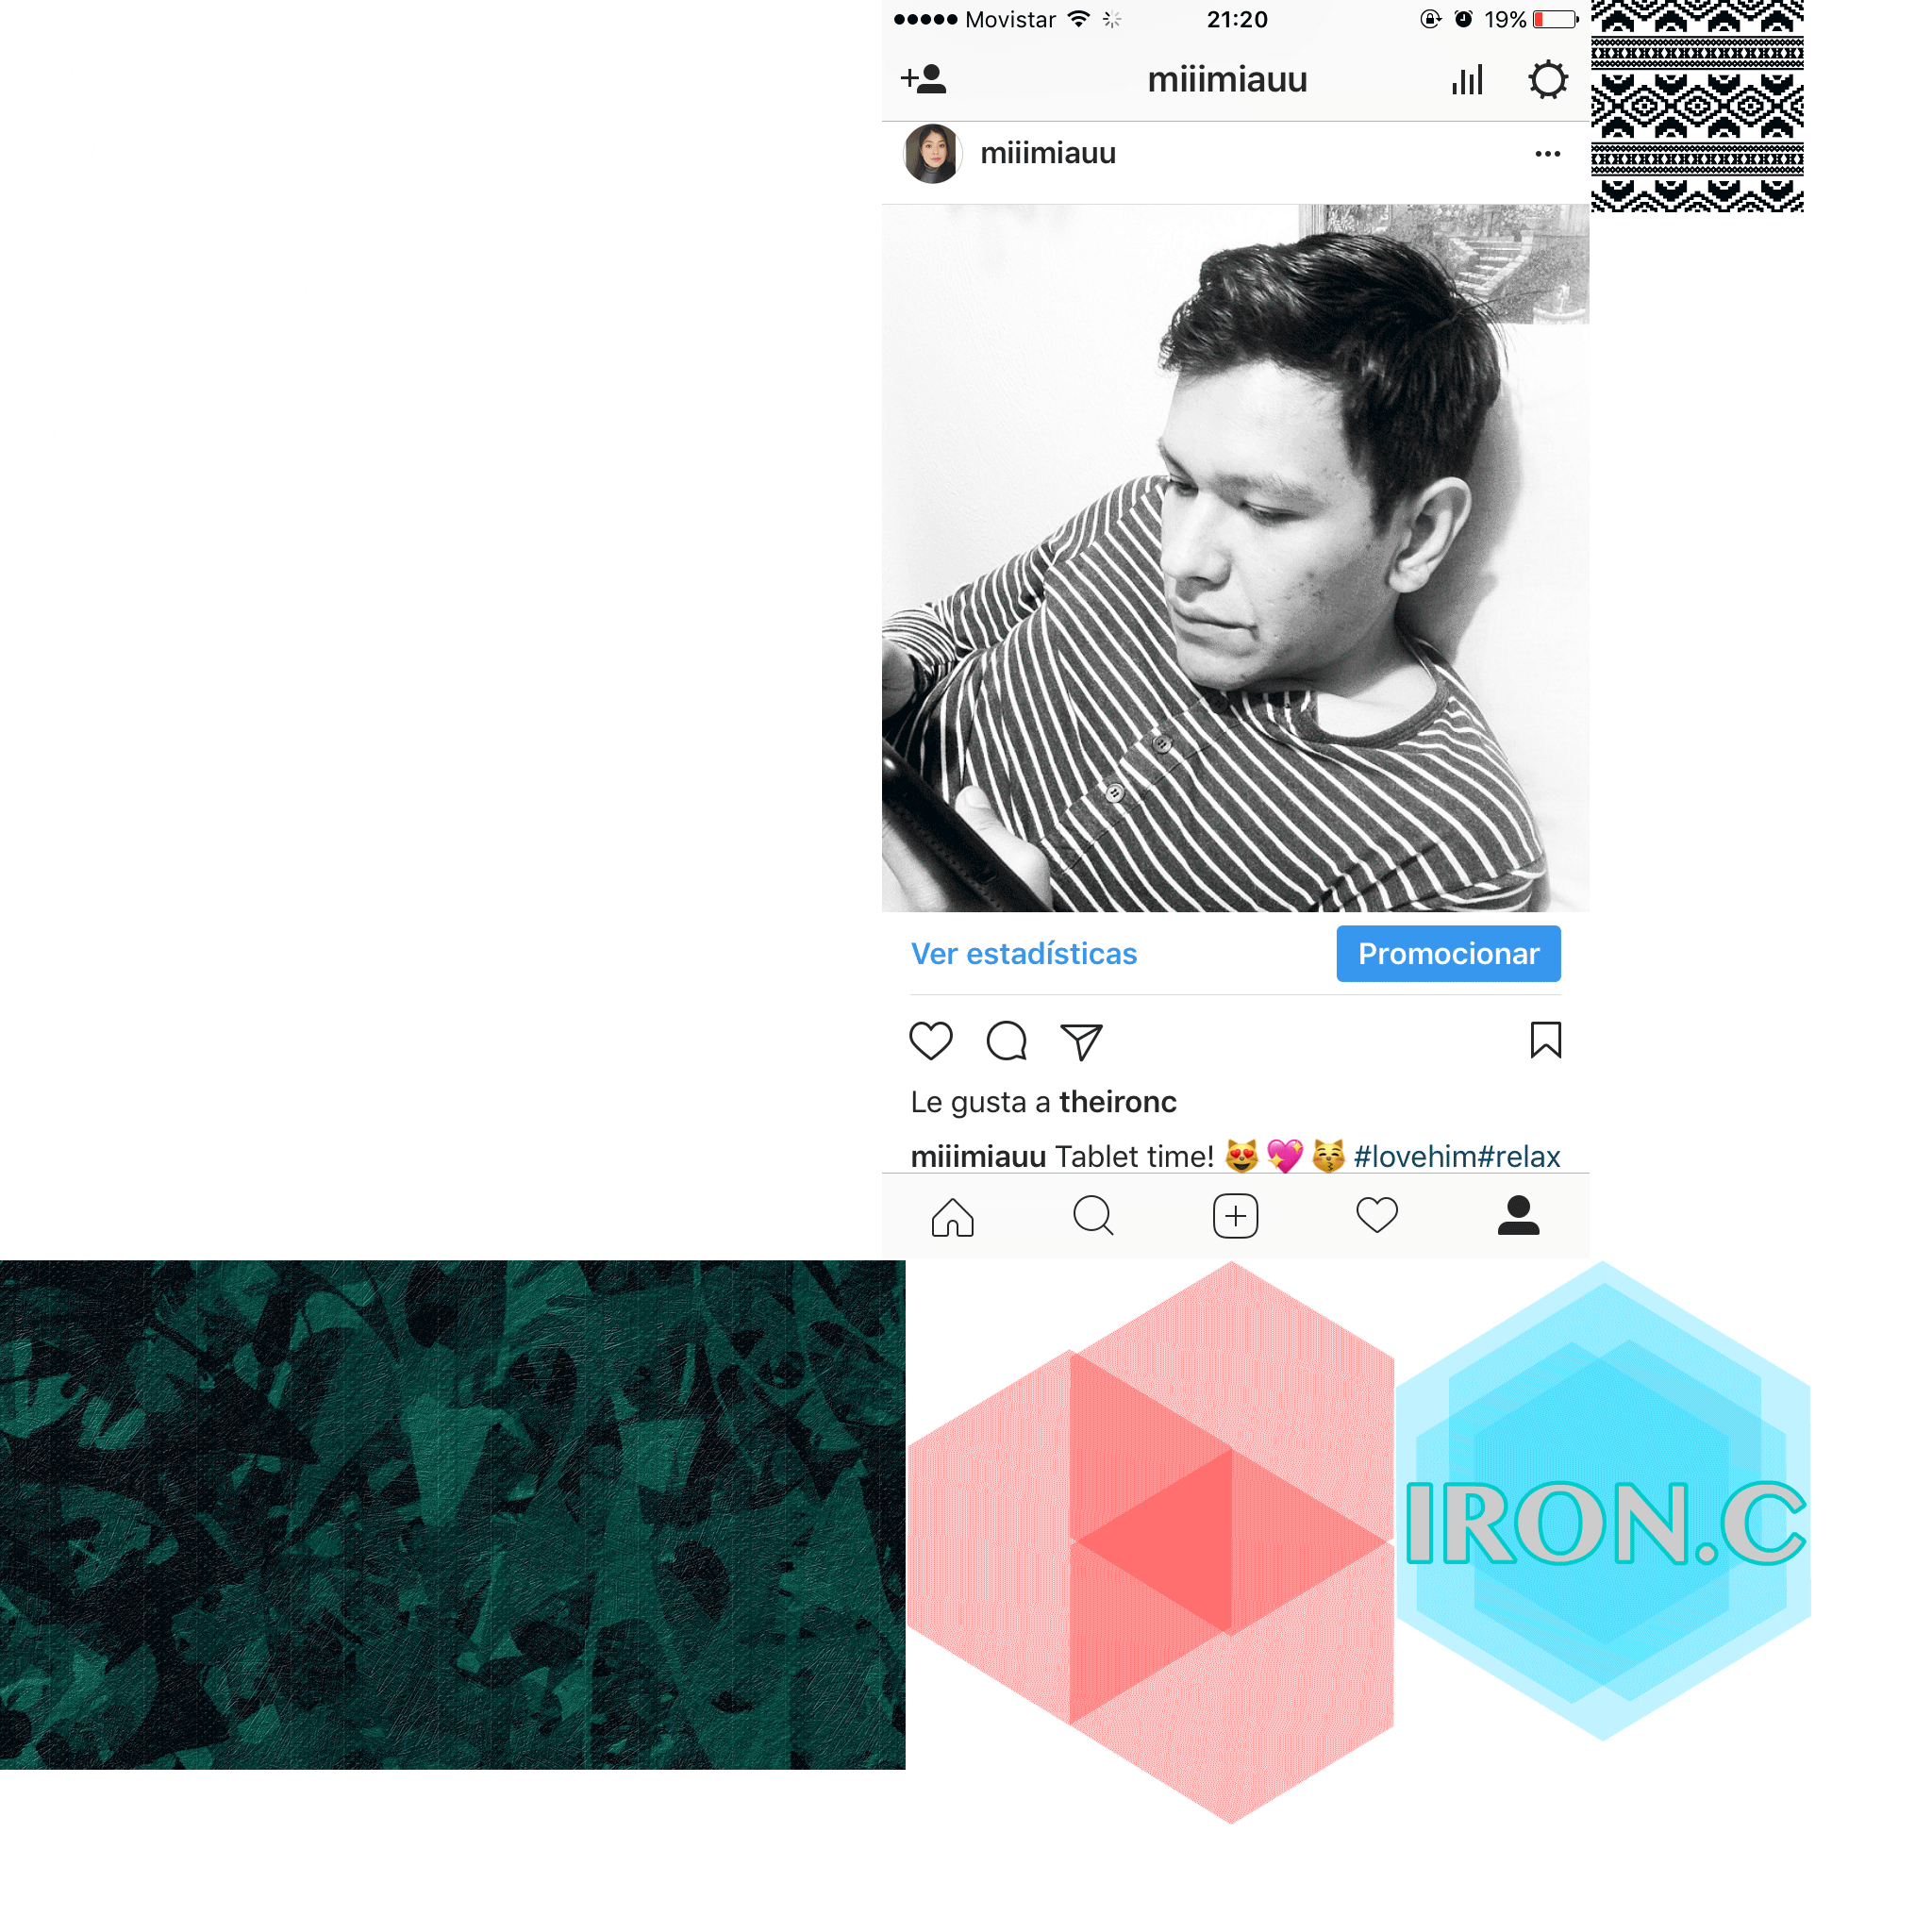 Movistar 21:20 19%
miiimiauu
miiimiauu
Ver estadísticas Promocionar
Le gusta a theironc
miiimiauu Tablet time! 😻 💖 😽 #lovehim#relax
IRON.C